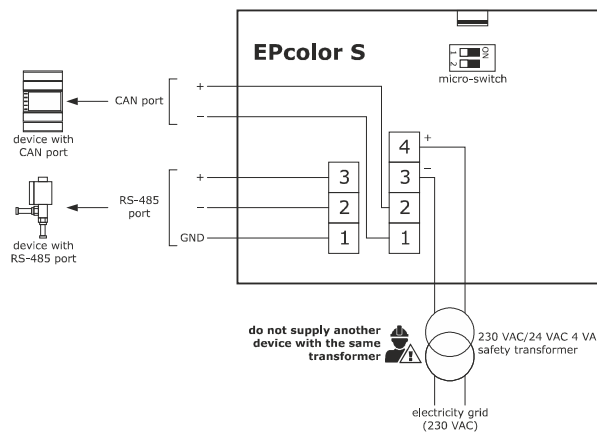 EPcolor S
ON
1
2
micro-switch
CAN port
+
−
device with
CAN port
4
+
3
−
2
1
RS-485
port
+
−
GND
3
2
1
device with
RS-485 port
do not supply another
device with the same
transformer
230 VAC/24 VAC 4 VA
safety transformer
electricity grid
(230 VAC)